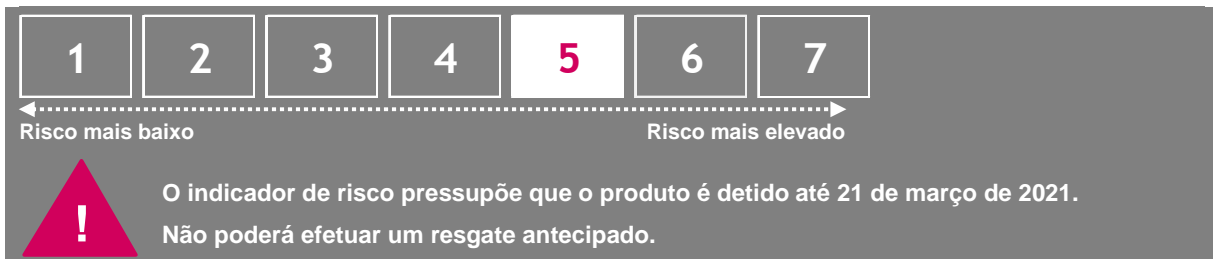 1 2 3 4 5 6 7
Risco mais baixo Risco mais elevado
! O indicador de risco pressupõe que o produto é detido até 21 de março de 2021.
Não poderá efetuar um resgate antecipado.